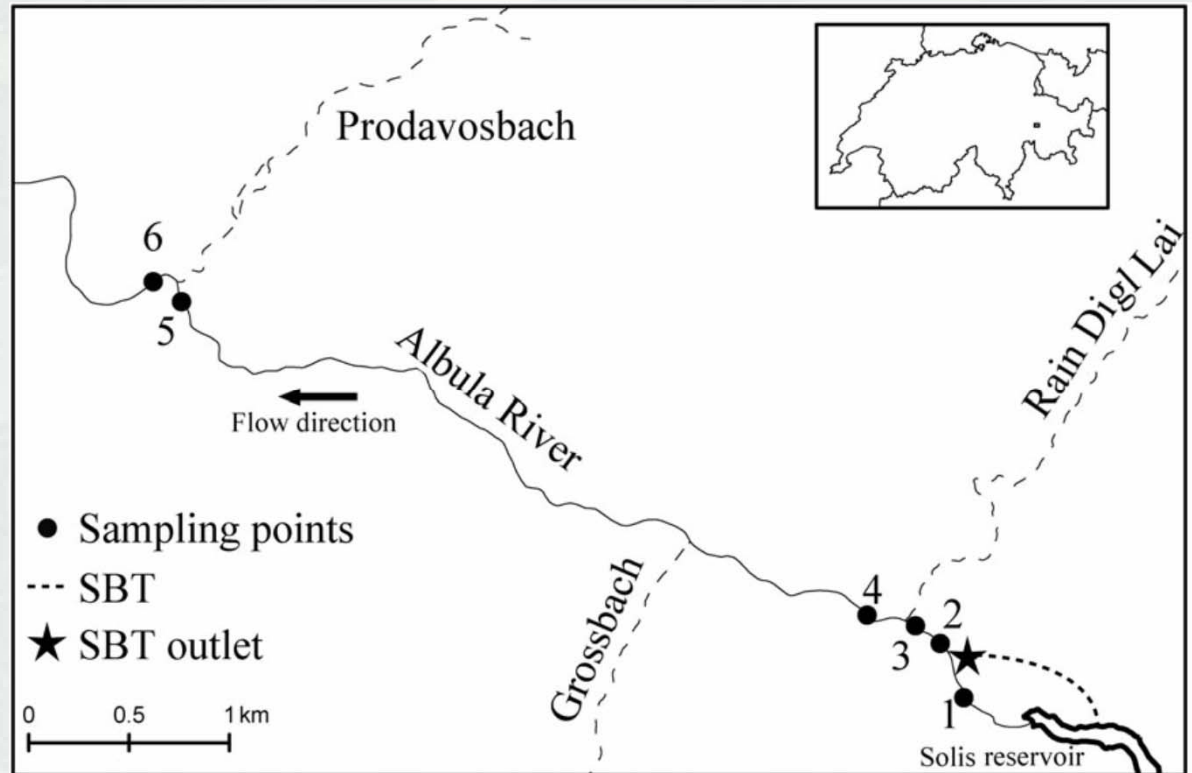 Prodavosbach
Rain Digl Lai
6
5
Albula River
Flow direction
Sampling points
SBT
SBT outlet
0 0.5 1 km
Grossbach
4
2
3
1
Solis reservoir